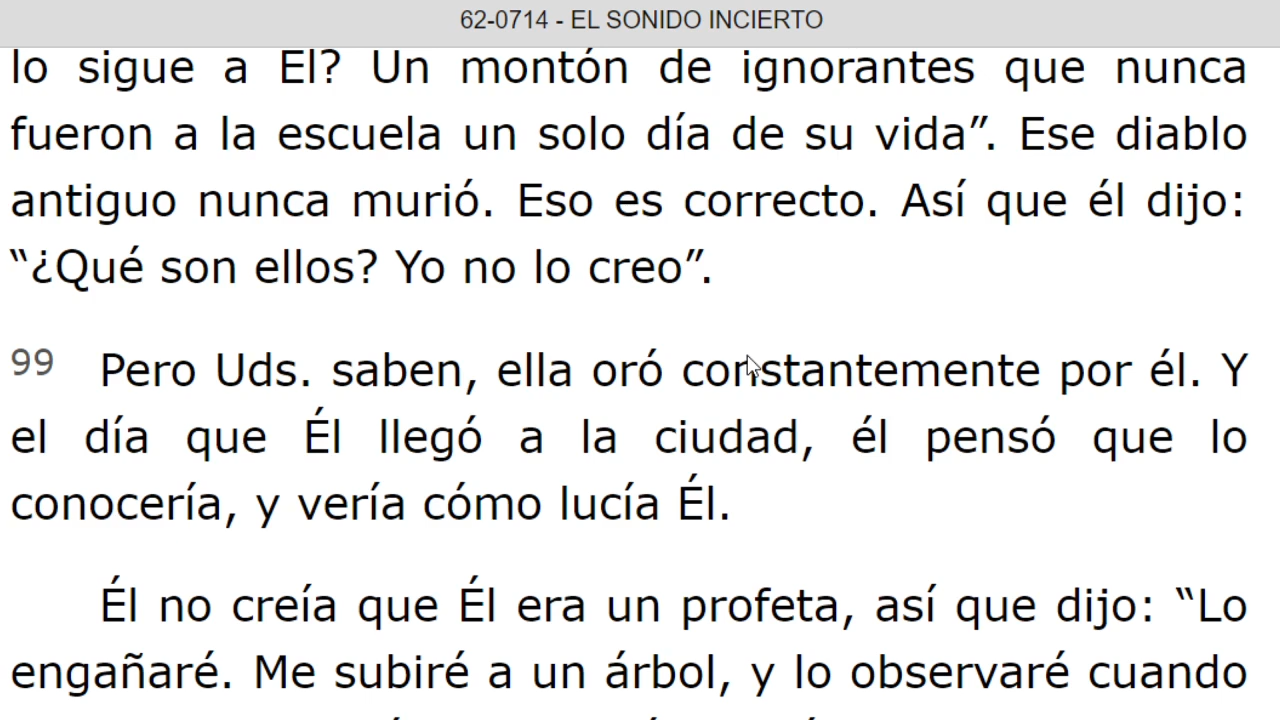 62-0714 - EL SONIDO INCIERTO
lo sigue a El? Un montón de ignorantes que nunca
fueron a la escuela un solo día de su vida”. Ese diablo
antiguo nunca murió. Eso es correcto. Así que él dijo:
“¿Qué son ellos? Yo no lo creo”.
99 Pero Uds. saben, ella oró constantemente por él. Y
el día que Él llegó a la ciudad, él pensó que lo
conocería, y vería cómo lucía Él.
Él no creía que Él era un profeta, así que dijo: “Lo
engañaré. Me subiré a un árbol, y lo observaré cuando